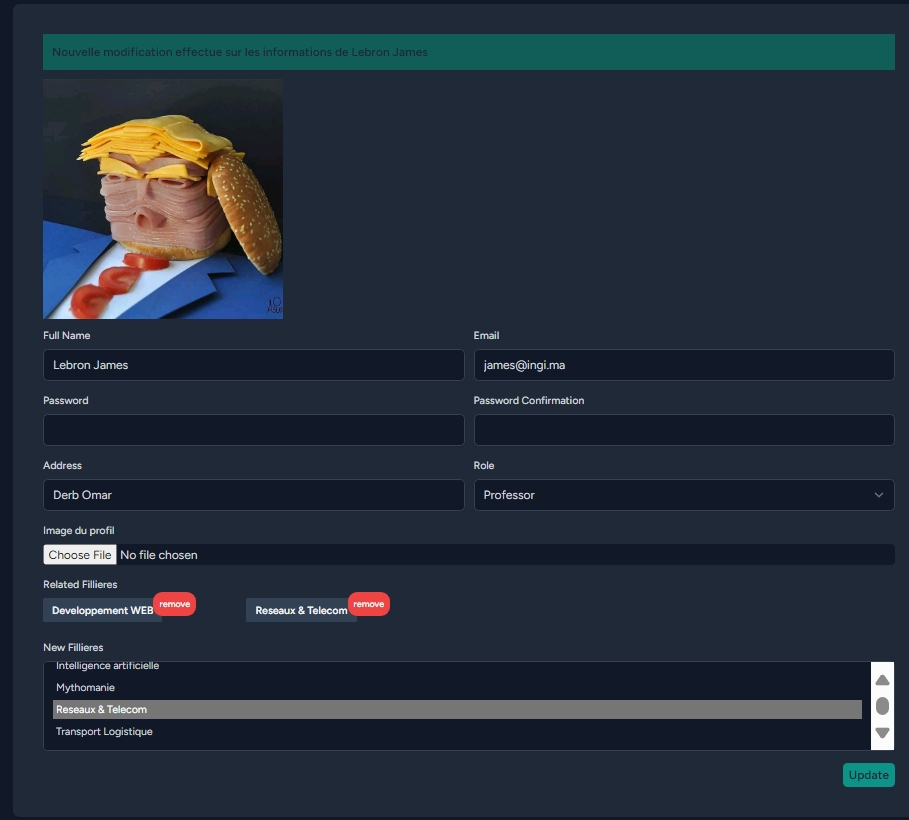 Nouvelle modification effectue sur les informations de Lebron James
Full Name
Email
Lebron James
james@ingi.ma
Password
Password Confirmation
Address
Role
Derb Omar
Professor
Image du profil
Choose File No file chosen
Related Fillieres
Developpement WEB remove
Reseaux & Telecom remove
New Fillieres
Intelligence artificielle
Mythomanie
Reseaux & Telecom
Transport Logistique
Update